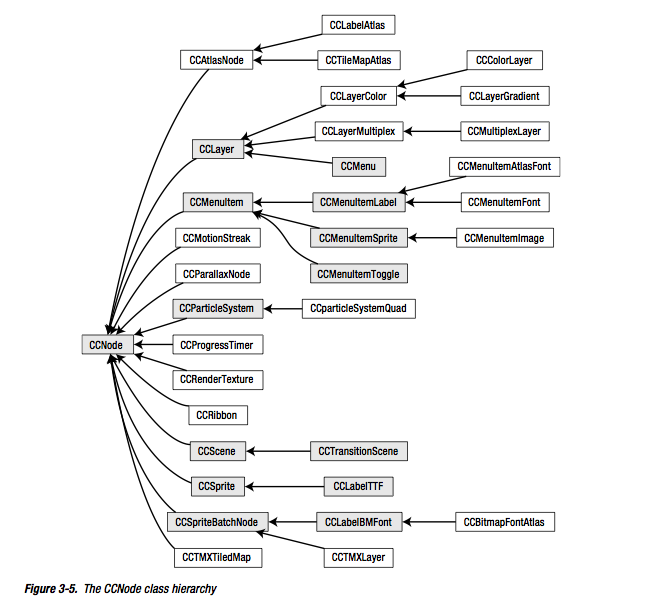 CCLabelAtlas
CCAtlasNode
CCTileMapAtlas
CCColorLayer
CCLayerColor
CCLayerGradient
CCLayerMultiplex
CCMultiplexLayer
CCLayer
CCMenu
CCMenuItemAtlasFont
CCMenuItem
CCMenuItemLabel
CCMenuItemFont
CCMotionStreak
CCMenuItemSprite
CCMenuItemImage
CCParallaxNode
CCMenuItemToggle
CCParticleSystem
CCparticleSystemQuad
CCNode
CCProgressTimer
CCRenderTexture
CCRibbon
CCScene
CCTransitionScene
CCSprite
CCLabelTTF
CCSpriteBatchNode
CCLabelBMFont
CCBitmapFontAtlas
CCTMXTiledMap
CCTMXLayer
Figure 3-5. The CCNode class hierarchy